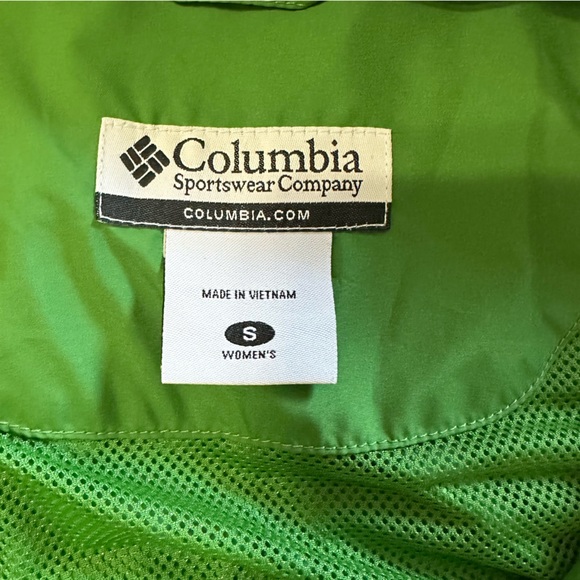 Columbia
Sportswear Company
COLUMBIA.COM
MADE IN VIETNAM
S
WOMEN'S